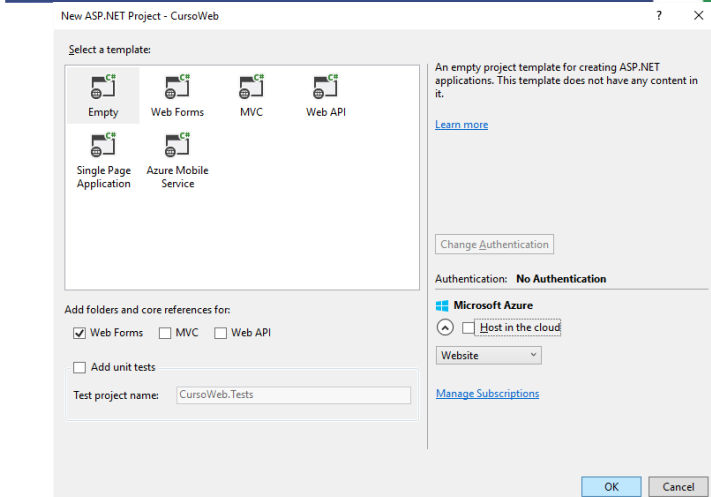 New ASP.NET Project - CursoWeb
Select a template:
C#
C#
C#
C#
Empty
Web Forms
MVC
Web API
C#
C#
Single Page
Application
Azure Mobile
Service
An empty project template for creating ASP.NET
applications. This template does not have any content in
it.
Learn more
Change Authentication
Authentication: No Authentication
Microsoft Azure
Host in the cloud
Website
Manage Subscriptions
Add folders and core references for:
Web Forms
MVC
Web API
Add unit tests
Test project name: CursoWeb.Tests
OK
Cancel